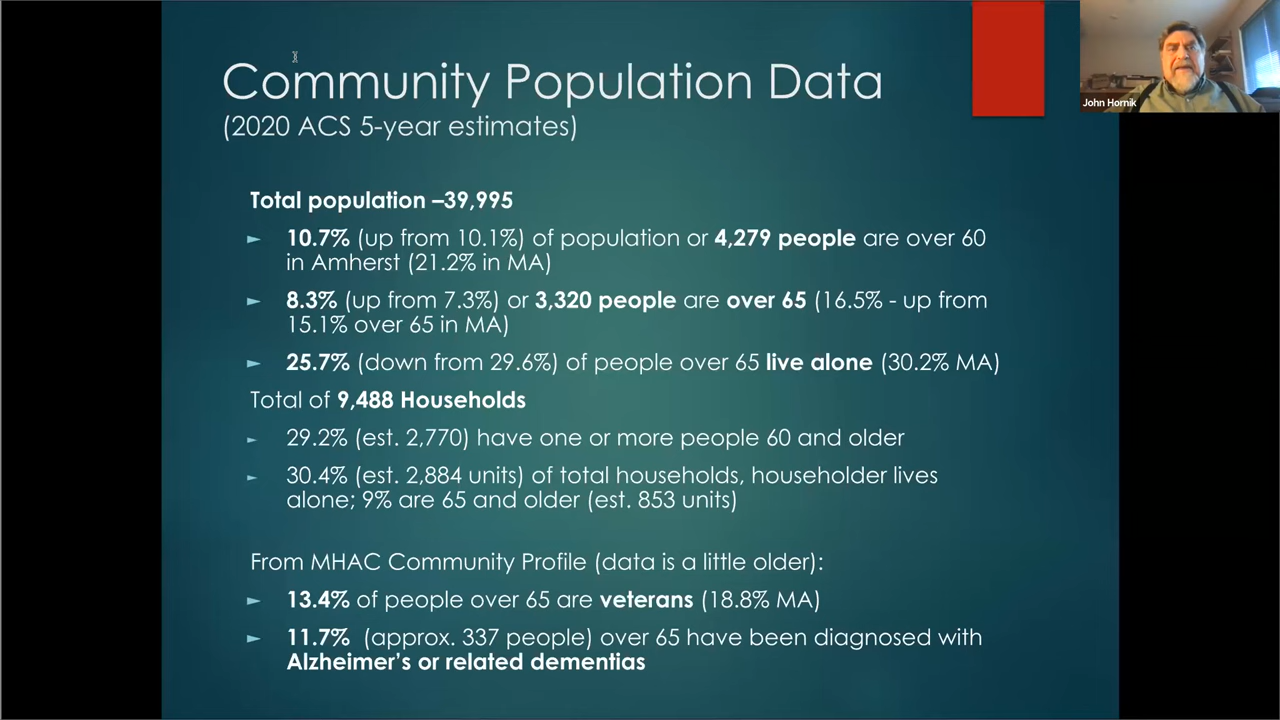 Community Population Data
(2020 ACS 5-year estimates)
John Hornik
Total population –39,995
► 10.7% (up from 10.1%) of population or 4,279 people are over 60
in Amherst (21.2% in MA)
► 8.3% (up from 7.3%) or 3,320 people are over 65 (16.5% - up from
15.1% over 65 in MA)
► 25.7% (down from 29.6%) of people over 65 live alone (30.2% MA)
Total of 9,488 Households
► 29.2% (est. 2,770) have one or more people 60 and older
► 30.4% (est. 2,884 units) of total households, householder lives
alone; 9% are 65 and older (est. 853 units)
From MHAC Community Profile (data is a little older):
► 13.4% of people over 65 are veterans (18.8% MA)
► 11.7%  (approx. 337 people) over 65 have been diagnosed with
Alzheimer's or related dementias